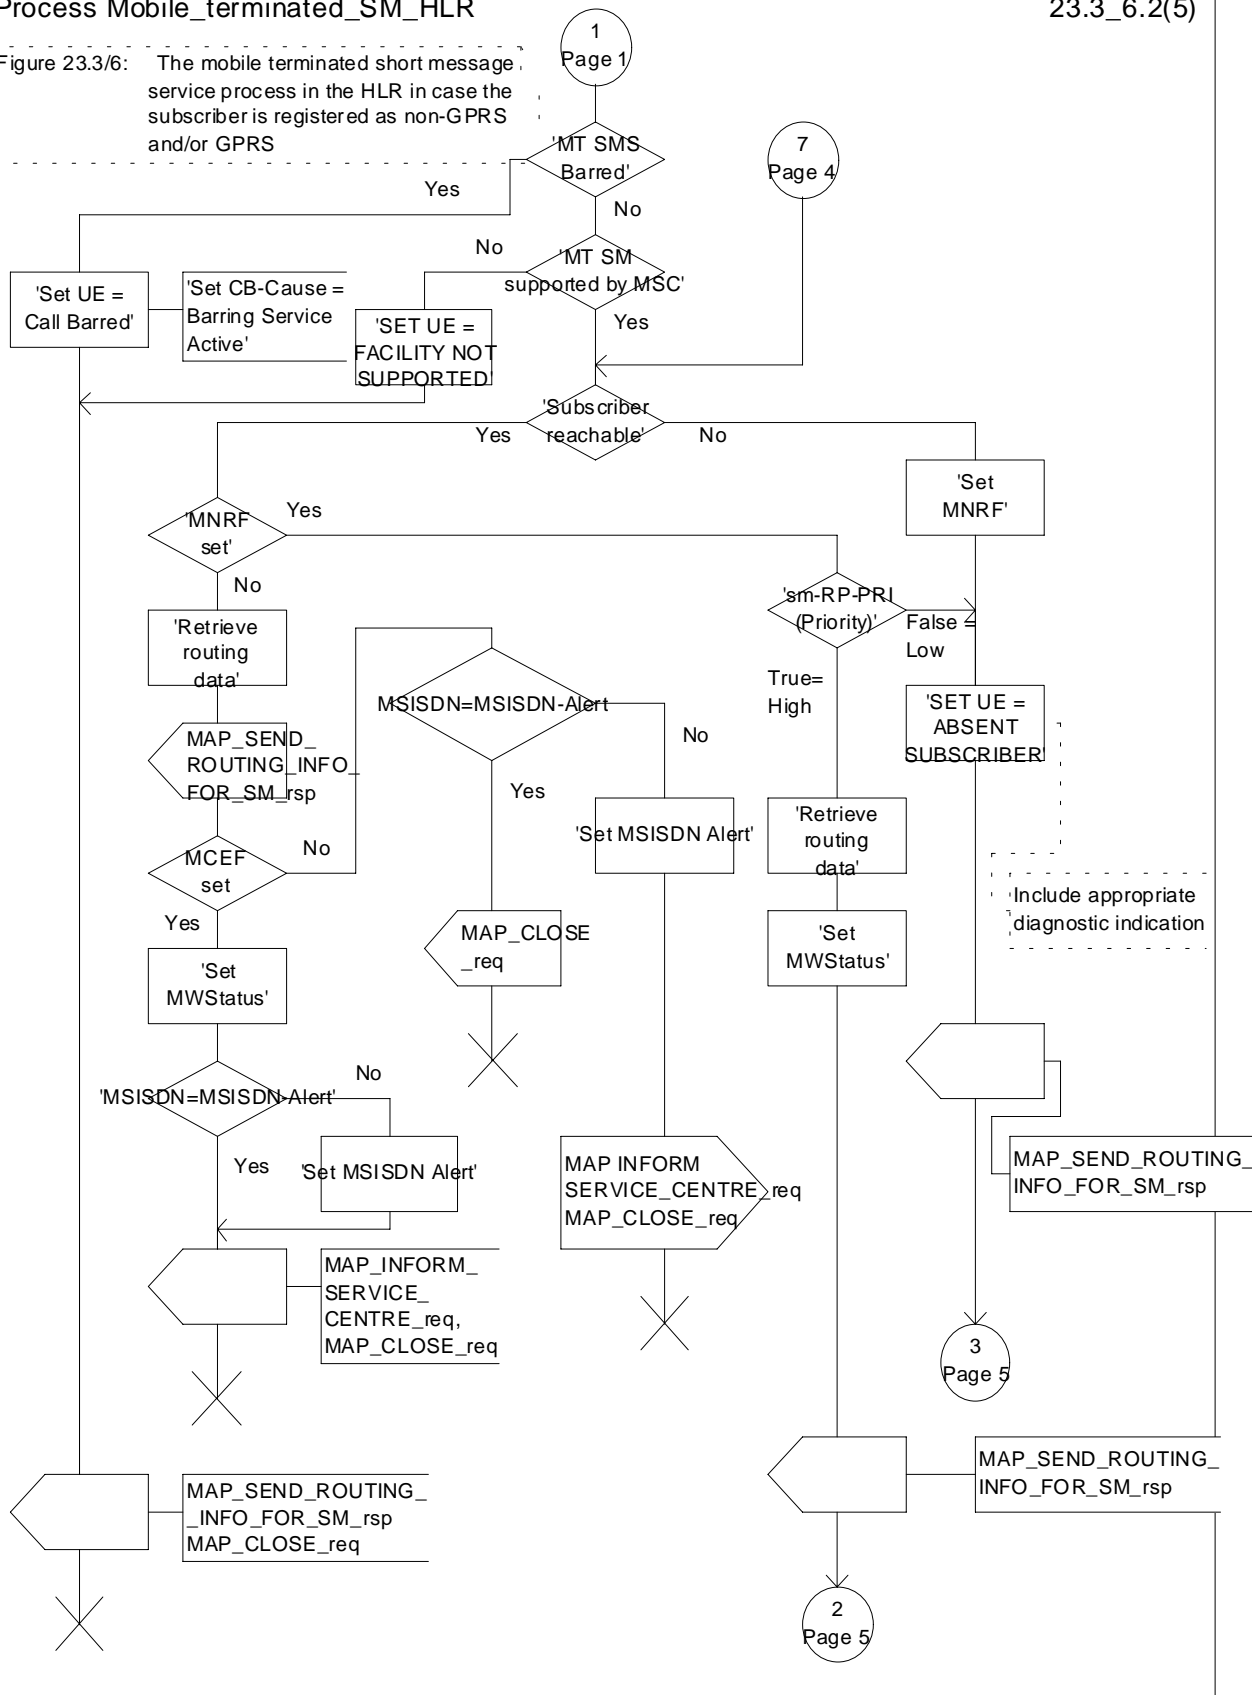 Process Mobile_terminated_SM_HLR
23.3_6.2(5)
Figure 23.3/6: The mobile terminated short message
service process in the HLR in case the
subscriber is registered as non-GPRS
and/or GPRS
1
Page 1
'MT SMS
Barred'
7
Page 4
Yes
No
No
'MT SM
supported by MSC'
'Set UE =
Call Barred'
'Set CB-Cause =
Barring Service
Active'
'SET UE =
FACILITY NOT
SUPPORTED'
Yes
'Subscriber
reachable'
Yes
No
'Set
MNRF'
'MNRF
set'
Yes
No
'sm-RP-PRI
(Priority)'
False =
Low
True=
High
'Retrieve
routing
data'
MSISDN=MSISDN-Alert
No
Yes
'SET UE =
ABSENT
SUBSCRIBER'
MAP_SEND_
ROUTING_INFO_
FOR_SM_rsp
'Set MSISDN Alert'
'Retrieve
routing
data'
MCEF
set
No
Yes
Include appropriate
diagnostic indication
MAP_CLOSE
_req
'Set
MWStatus'
'Set
MWStatus'
'MSISDN=MSISDN-Alert'
No
Yes
'Set MSISDN Alert'
MAP INFORM
SERVICE_CENTRE_req
MAP_CLOSE_req
MAP_SEND_ROUTING_
INFO_FOR_SM_rsp
MAP_INFORM_
SERVICE_
CENTRE_req,
MAP_CLOSE_req
3
Page 5
MAP_SEND_ROUTING_
_INFO_FOR_SM_rsp
MAP_CLOSE_req
MAP_SEND_ROUTING_
INFO_FOR_SM_rsp
2
Page 5